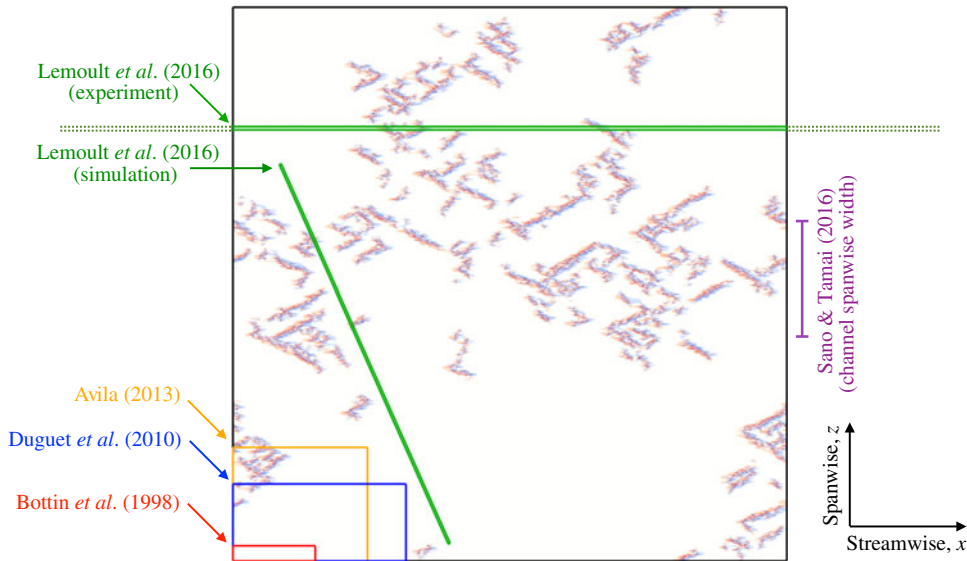 Lemoult et al. (2016)
(experiment)
Lemoult et al. (2016)
(simulation)
Sano & Tamai (2016)
(channel spanwise width)
Avila (2013)
Duguet et al. (2010)
Bottin et al. (1998)
Spanwise, z
Streamwise, x